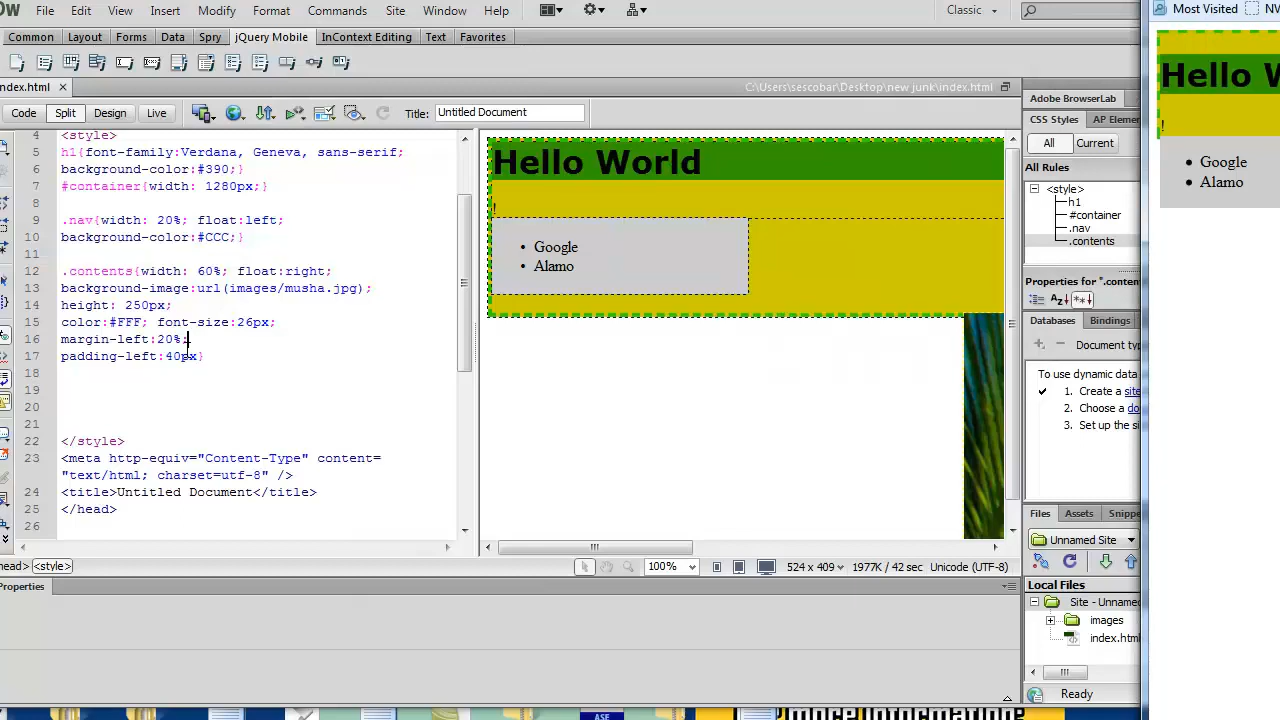 File Edit View Insert Modify Format Commands Site Window Help Classic Most Visited
Common Layout Forms Data Spry jQuery Mobile InContext Editing Text Favorites
ndex.html C:\Users\sescobar\Desktop\new junk\index.html
Code Split Design Live Title: Untitled Document
4 <style>
5 h1{font-family:Verdana, Geneva, sans-serif;
6 background-color:#390;}
7 #container{width: 1280px;}
8
9 .nav{width: 20%; float:left;
10 background-color:#CCC;}
11
12 .contents{width: 60%; float:right;
13 background-image:url(images/musha.jpg);
14 height: 250px;
15 color:#FFF; font-size:26px;
16 margin-left:20%;
17 padding-left:40px}
18
19
20
21
22 </style>
23 <meta http-equiv="Content-Type" content=
"text/html; charset=utf-8" />
24 <title>Untitled Document</title>
25 </head>
26
Hello World
!
• Google
• Alamo
Adobe BrowserLab
CSS Styles AP Elemen
All Current
All Rules
<style>
h1
#container
.nav
.contents
Properties for ".conten
Az↓ **↓
Databases Bindings
Document typ
To use dynamic data
1. Create a site
2. Choose a do
3. Set up the si
Files Assets Snippe
Unnamed Site
Local Files
Site - Unnamed
images
index.html
Ready
Hello W
!
• Google
• Alamo
head> <style> 100% 524 x 409 1977K / 42 sec Unicode (UTF-8)
Properties
ASE
more information!